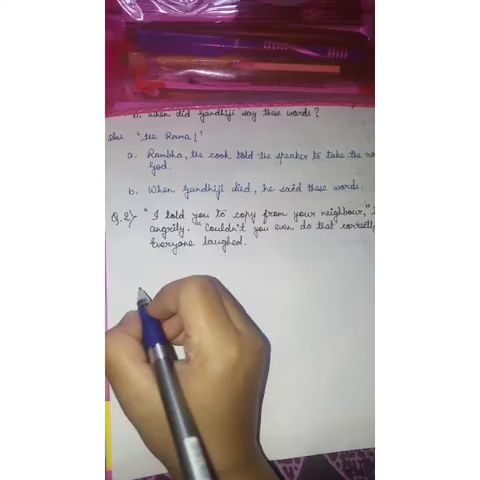 b. When did Gandhiji say these words?
Ans "Hee Rama!"
a. Rambha, the cook told the speaker to take the
God.
b. When Gandhiji died, he said these words.
Q.2) "I told you to copy from your neighbour,"
angrily. "Couldn't you even do that correctly
Everyone laughed.